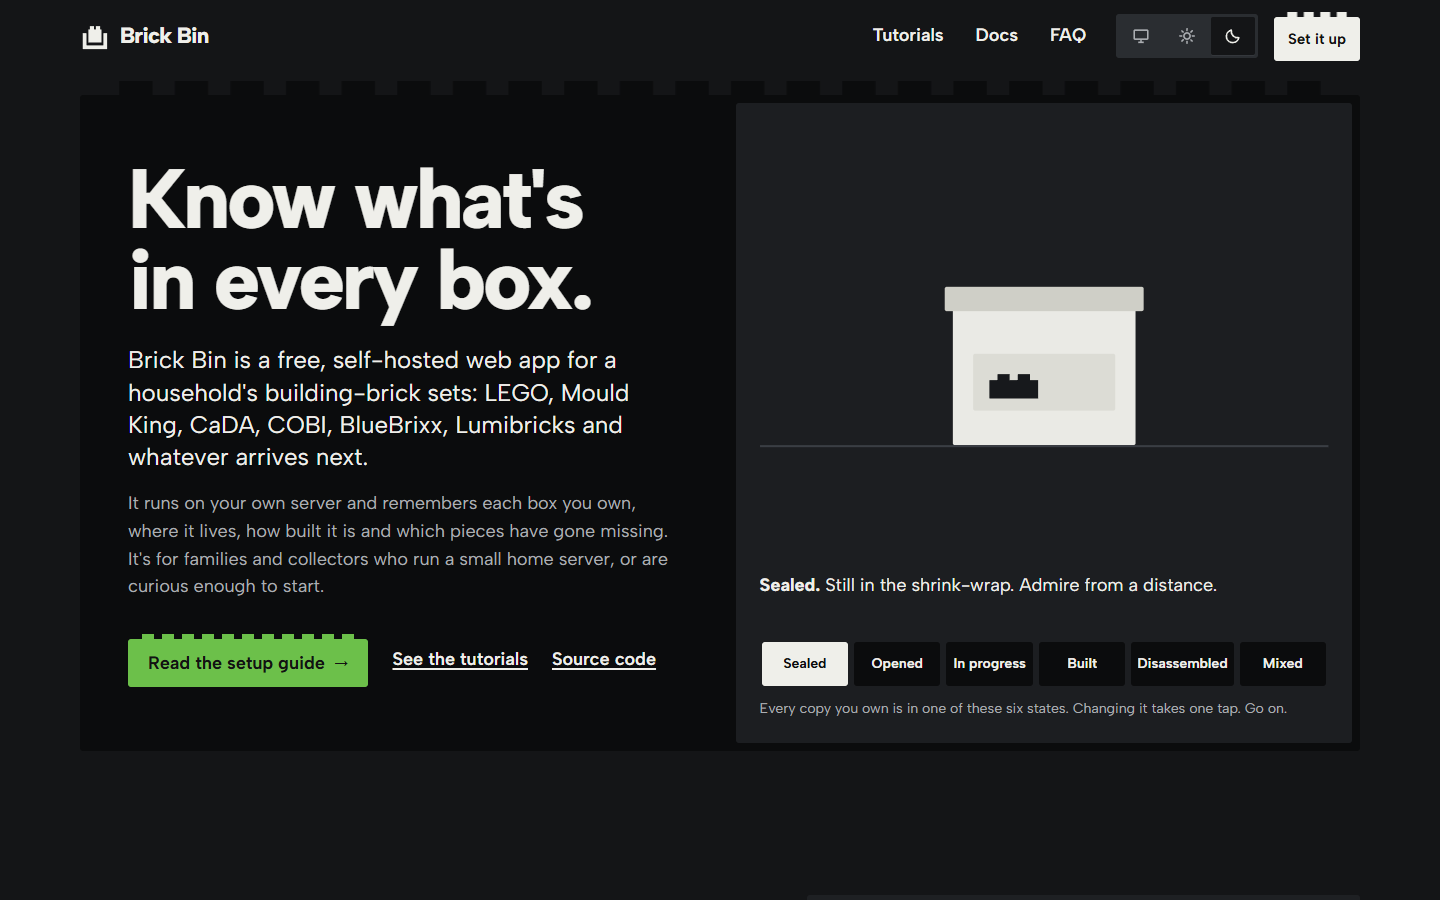 Brick Bin
Tutorials
Docs
FAQ
Set it up
Know what's
in every box.
Brick Bin is a free, self-hosted web app for a
household's building-brick sets: LEGO, Mould
King, CaDA, COBI, BlueBrixx, Lumibricks and
whatever arrives next.
It runs on your own server and remembers each box you own,
where it lives, how built it is and which pieces have gone missing.
It's for families and collectors who run a small home server, or are
curious enough to start.
Read the setup guide →
See the tutorials
Source code
Sealed. Still in the shrink-wrap. Admire from a distance.
Sealed
Opened
In progress
Built
Disassembled
Mixed
Every copy you own is in one of these six states. Changing it takes one tap. Go on.